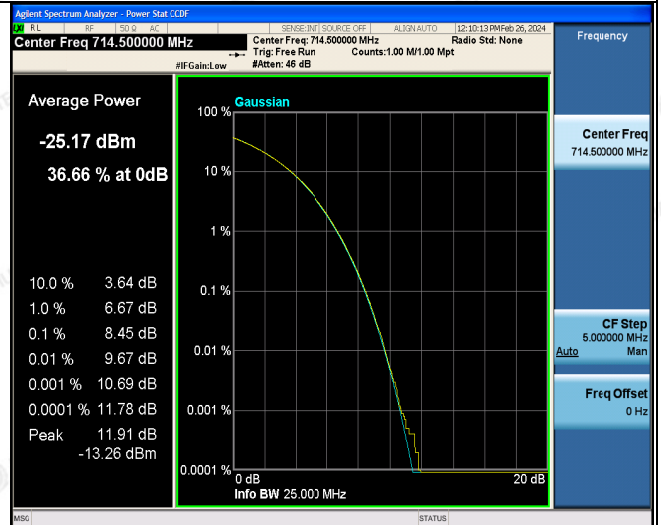 Agilent Spectrum Analyzer - Power Stat CCDF
RL RF 50 Ω AC SENSE:INT SOURCE OFF ALIGN AUTO 12:10:13 PM Feb 26, 2024
Center Freq 714.500000 MHz
Center Freq: 714.500000 MHz Radio Std: None
Trig: Free Run Counts:1.00 M/1.00 Mpt
#IFGain:Low #Atten: 46 dB
Frequency
Average Power
-25.17 dBm
36.66 % at 0dB
10.0 % 3.64 dB
1.0 % 6.67 dB
0.1 % 8.45 dB
0.01 % 9.67 dB
0.001 % 10.69 dB
0.0001 % 11.78 dB
Peak 11.91 dB
-13.26 dBm
Gaussian
100 %
10 %
1 %
0.1 %
0.01 %
0.001 %
0.0001 %
0 dB 20 dB
Info BW 25.000 MHz
Center Freq
714.500000 MHz
CF Step
5.000000 MHz
Auto Man
Freq Offset
0 Hz
MSG STATUS